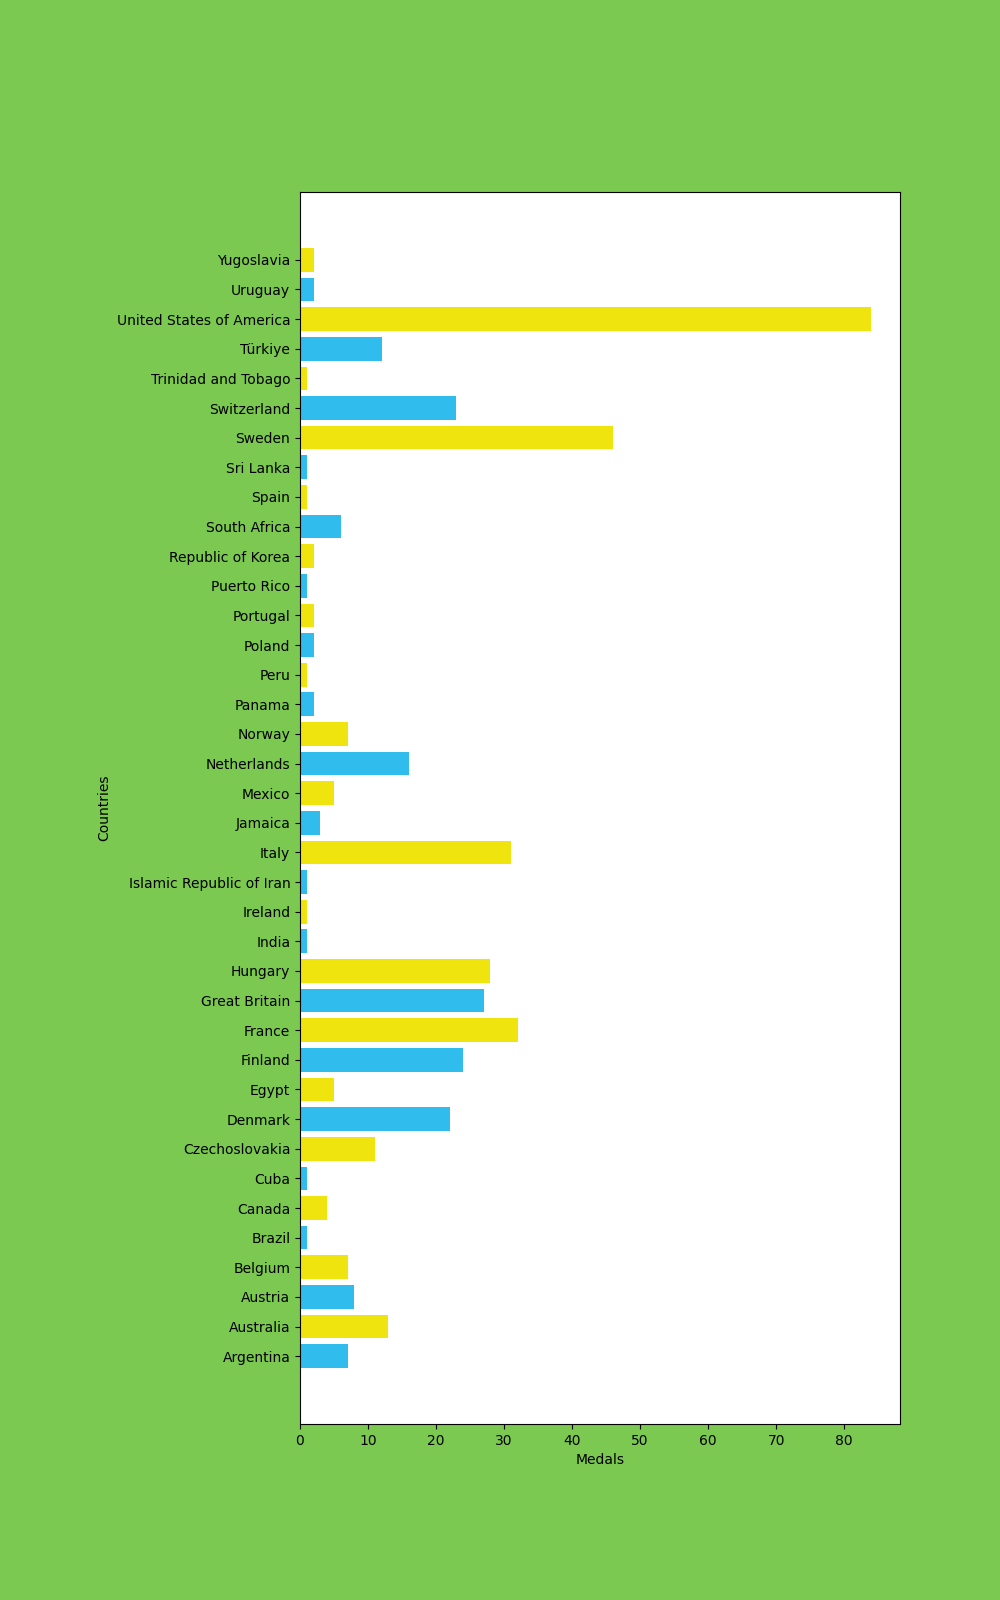 Yugoslavia
Uruguay
United States of America
Türkiye
Trinidad and Tobago
Switzerland
Sweden
Sri Lanka
Spain
South Africa
Republic of Korea
Puerto Rico
Portugal
Poland
Peru
Panama
Norway
Netherlands
Mexico
Jamaica
Italy
Islamic Republic of Iran
Ireland
India
Hungary
Great Britain
France
Finland
Egypt
Denmark
Czechoslovakia
Cuba
Canada
Brazil
Belgium
Austria
Australia
Argentina
Countries
0 10 20 30 40 50 60 70 80
Medals